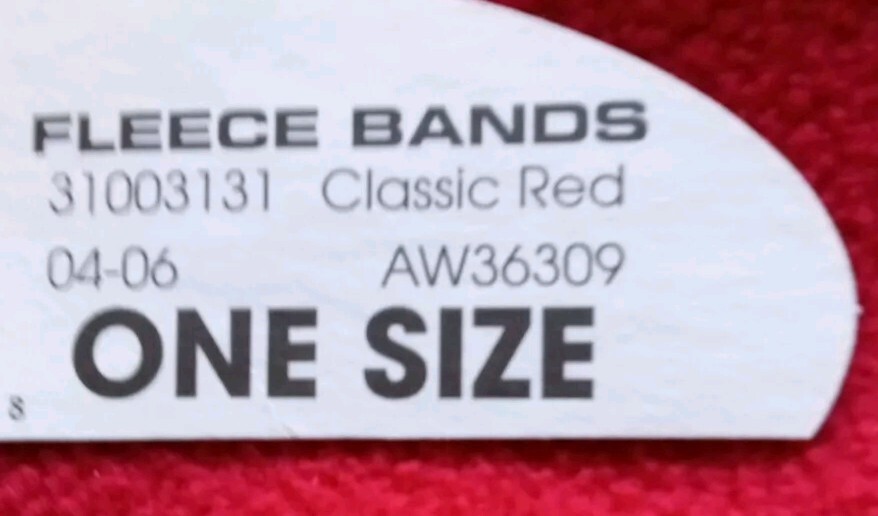 FLEECE BANDS
31003131 Classic Red
04-06 AW36309
ONE SIZE
s